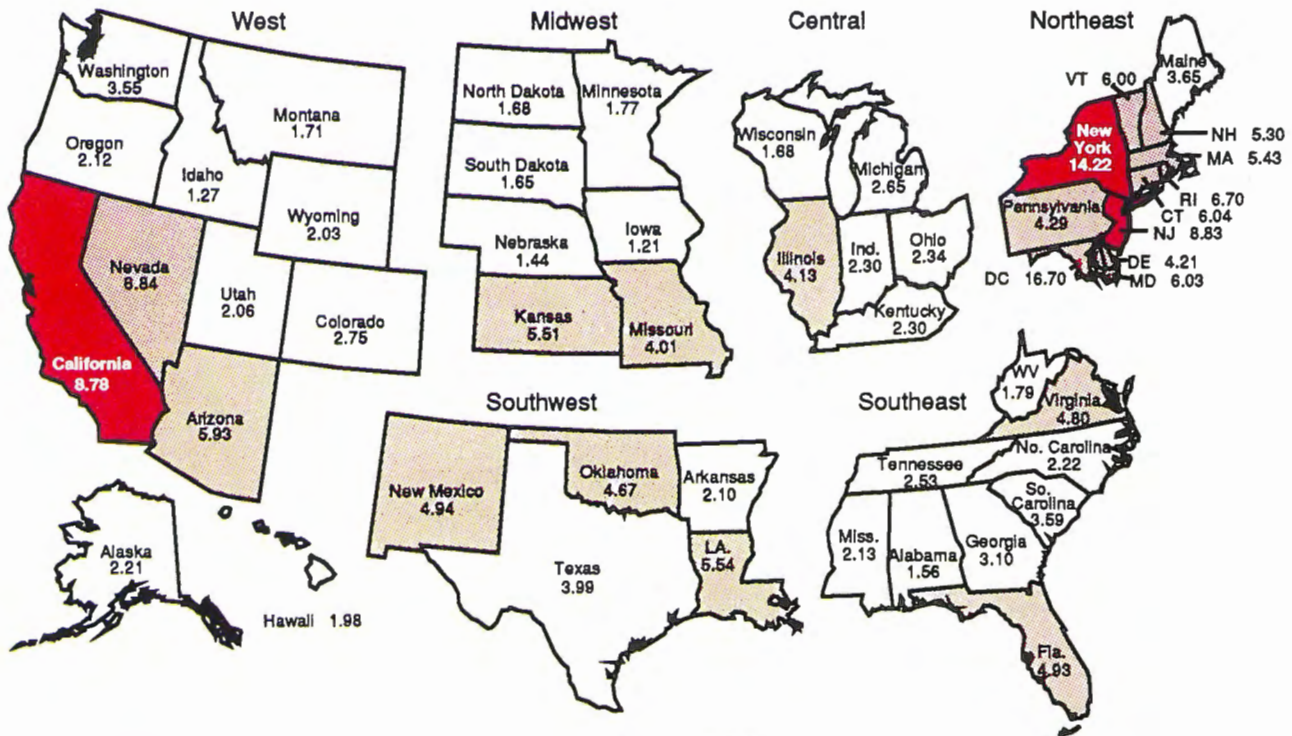 West
Washington
3.55
Montana
1.71
Oregon
2.12
Idaho
1.27
Wyoming
2.03
Nevada
6.84
Utah
2.06
Colorado
2.75
California
8.78
Arizona
5.93
Alaska
2.21
Hawaii 1.98
Midwest
North Dakota
1.68
Minnesota
1.77
South Dakota
1.65
Nebraska
1.44
Iowa
1.21
Kansas
5.51
Missouri
4.01
Central
Wisconsin
1.68
Michigan
2.65
Illinois
4.13
Ind.
2.30
Ohio
2.34
Kentucky
2.30
Northeast
Maine
3.65
VT 6.00
New
York
14.22
NH 5.30
MA 5.43
RI 6.70
CT 6.04
NJ 8.83
Pennsylvania
4.29
DE 4.21
DC 16.70
MD 6.03
Southwest
New Mexico
4.94
Oklahoma
4.67
Arkansas
2.10
Texas
3.99
LA.
5.54
Southeast
WV
1.79
Virginia
4.80
Tennessee
2.53
No. Carolina
2.22
So.
Carolina
3.59
Miss.
2.13
Alabama
1.56
Georgia
3.10
Fla.
4.93